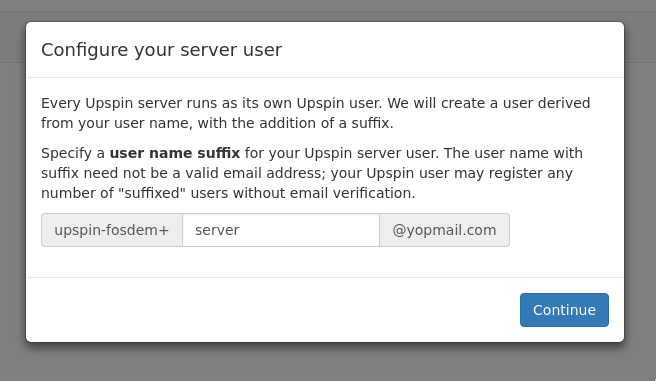 Configure your server user
Every Upspin server runs as its own Upspin user. We will create a user derived
from your user name, with the addition of a suffix.
Specify a user name suffix for your Upspin server user. The user name with
suffix need not be a valid email address; your Upspin user may register any
number of "suffixed" users without email verification.
upspin-fosdem+ server @yopmail.com
Continue